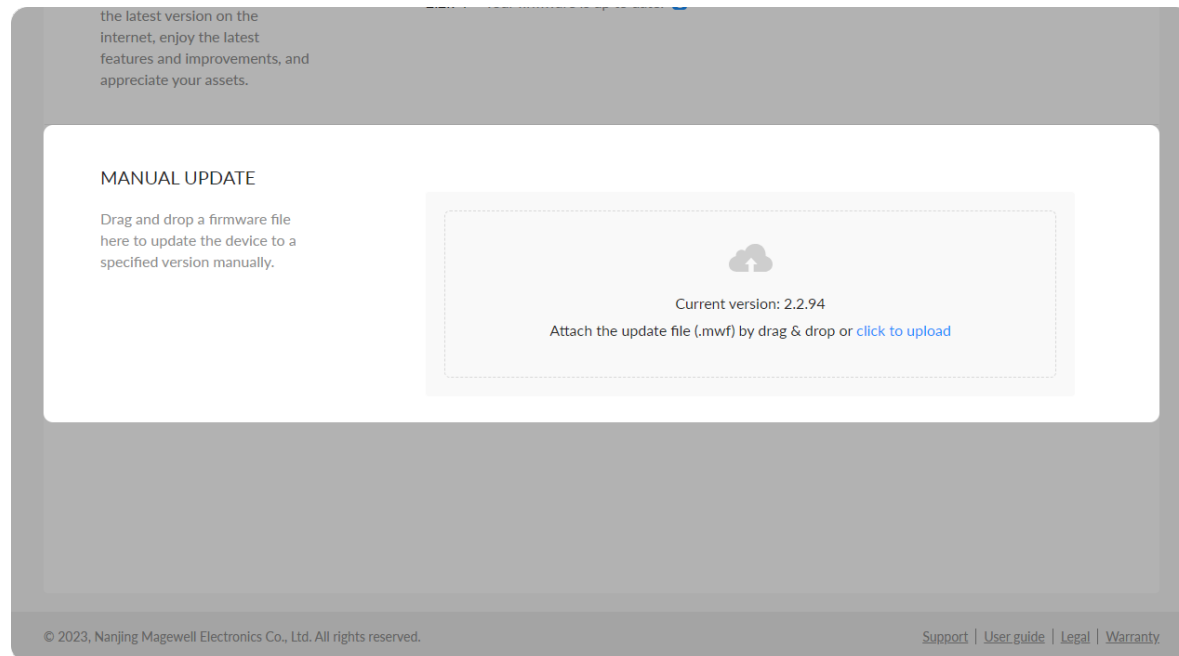 the latest version on the
internet, enjoy the latest
features and improvements, and
appreciate your assets.
MANUAL UPDATE
Drag and drop a firmware file
here to update the device to a
specified version manually.
Current version: 2.2.94
Attach the update file (.mwf) by drag & drop or click to upload
© 2023, Nanjing Magewell Electronics Co., Ltd. All rights reserved.
Support | User guide | Legal | Warranty